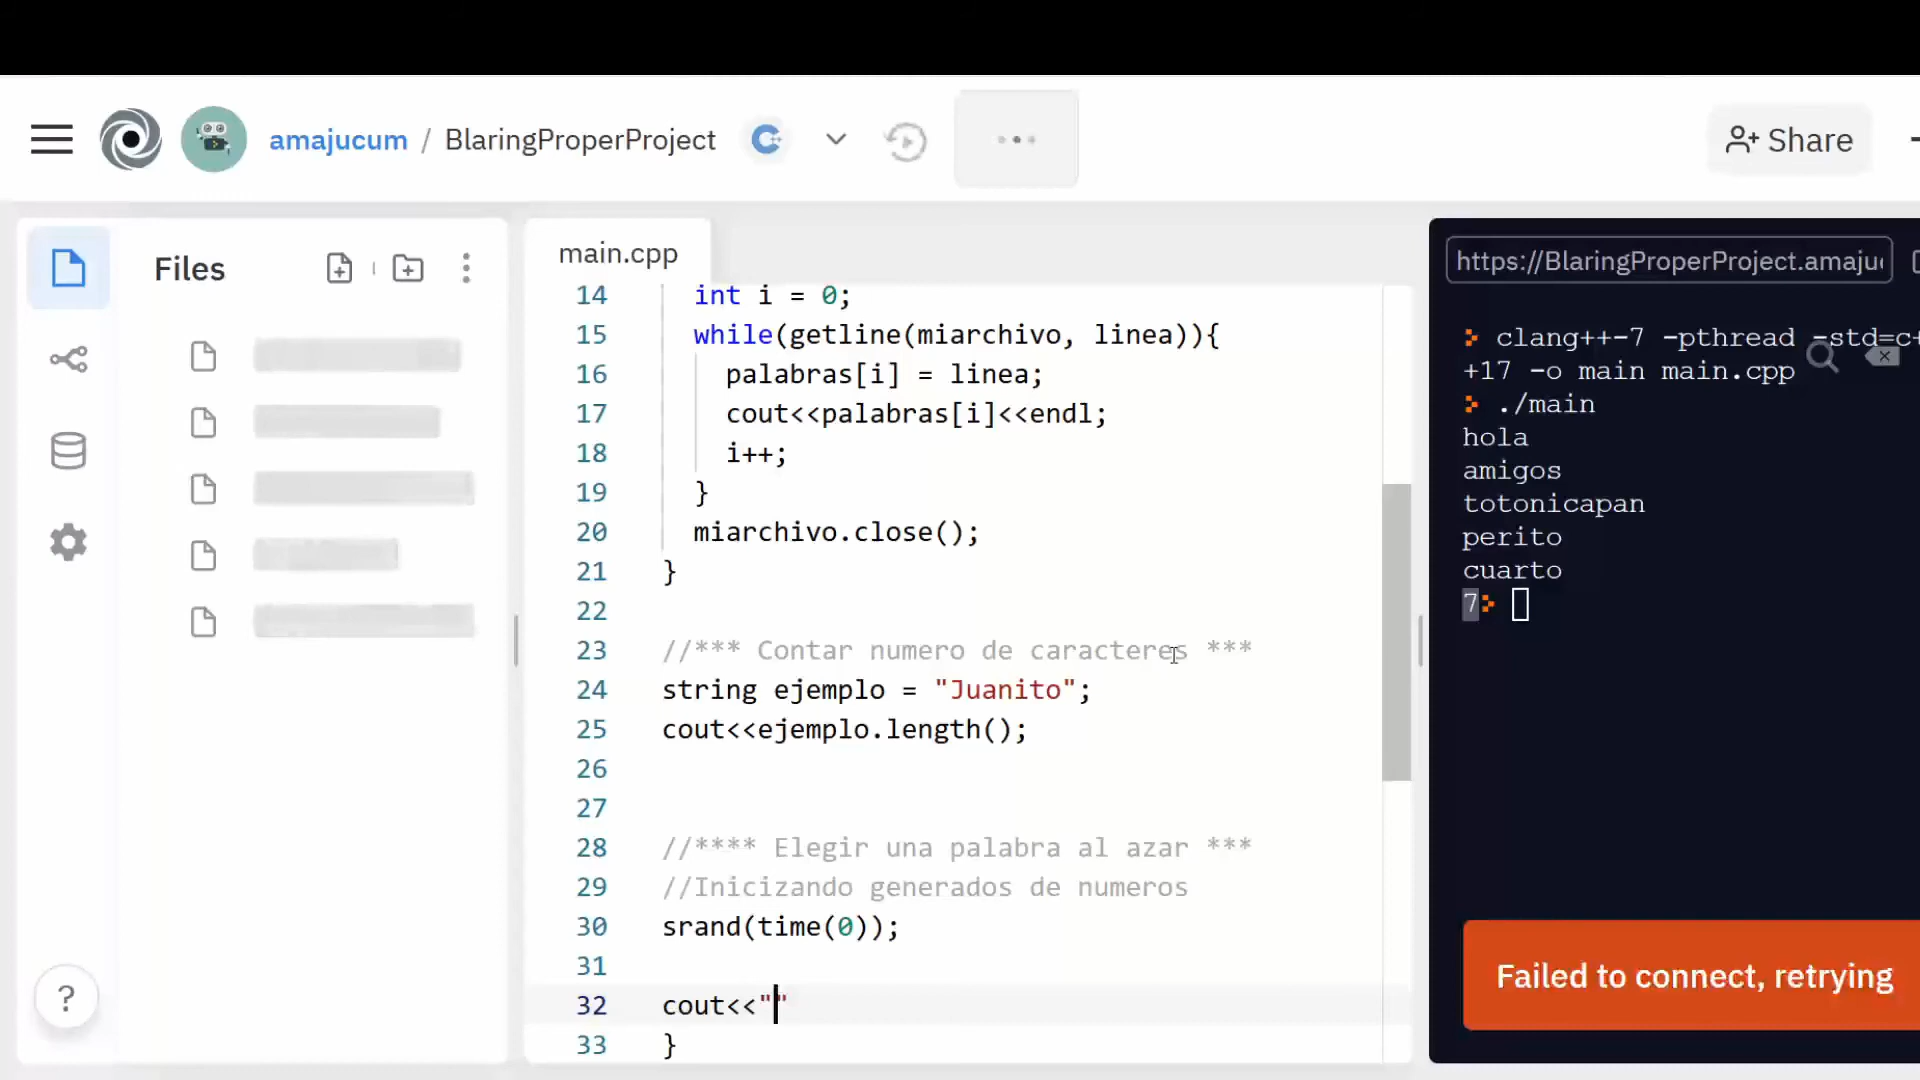 amajucum / BlaringProperProject
Share
Files
main.cpp
14 int i = 0;
15 while(getline(miarchivo, linea)){
16 palabras[i] = linea;
17 cout<<palabras[i]<<endl;
18 i++;
19 }
20 miarchivo.close();
21 }
22
23 //*** Contar numero de caracteres ***
24 string ejemplo = "Juanito";
25 cout<<ejemplo.length();
26
27
28 //**** Elegir una palabra al azar ***
29 //Inicizando generados de numeros
30 srand(time(0));
31
32 cout<<""
33 }
?
https://BlaringProperProject.amaju
clang++-7 -pthread -std=c+
+17 -o main main.cpp
./main
hola
amigos
totonicapan
perito
cuarto
7
Failed to connect, retrying